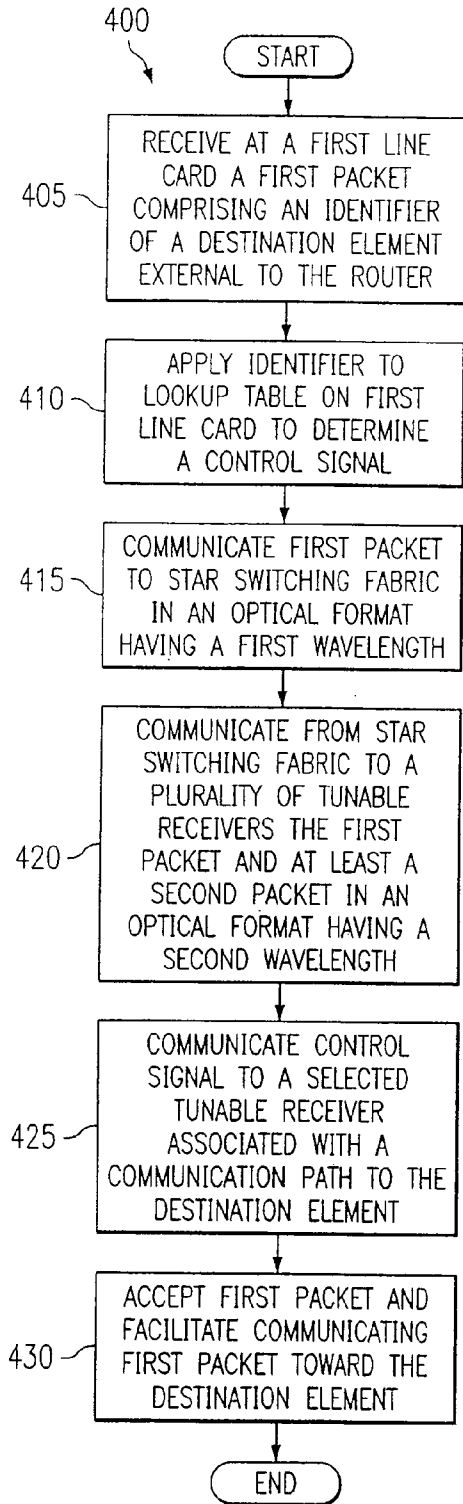 400
START
405
RECEIVE AT A FIRST LINE
CARD A FIRST PACKET
COMPRISING AN IDENTIFIER
OF A DESTINATION ELEMENT
EXTERNAL TO THE ROUTER
410
APPLY IDENTIFIER TO
LOOKUP TABLE ON FIRST
LINE CARD TO DETERMINE
A CONTROL SIGNAL
415
COMMUNICATE FIRST PACKET
TO STAR SWITCHING FABRIC
IN AN OPTICAL FORMAT
HAVING A FIRST WAVELENGTH
420
COMMUNICATE FROM STAR
SWITCHING FABRIC TO A
PLURALITY OF TUNABLE
RECEIVERS THE FIRST
PACKET AND AT LEAST A
SECOND PACKET IN AN
OPTICAL FORMAT HAVING A
SECOND WAVELENGTH
425
COMMUNICATE CONTROL
SIGNAL TO A SELECTED
TUNABLE RECEIVER
ASSOCIATED WITH A
COMMUNICATION PATH TO THE
DESTINATION ELEMENT
430
ACCEPT FIRST PACKET AND
FACILITATE COMMUNICATING
FIRST PACKET TOWARD THE
DESTINATION ELEMENT
END